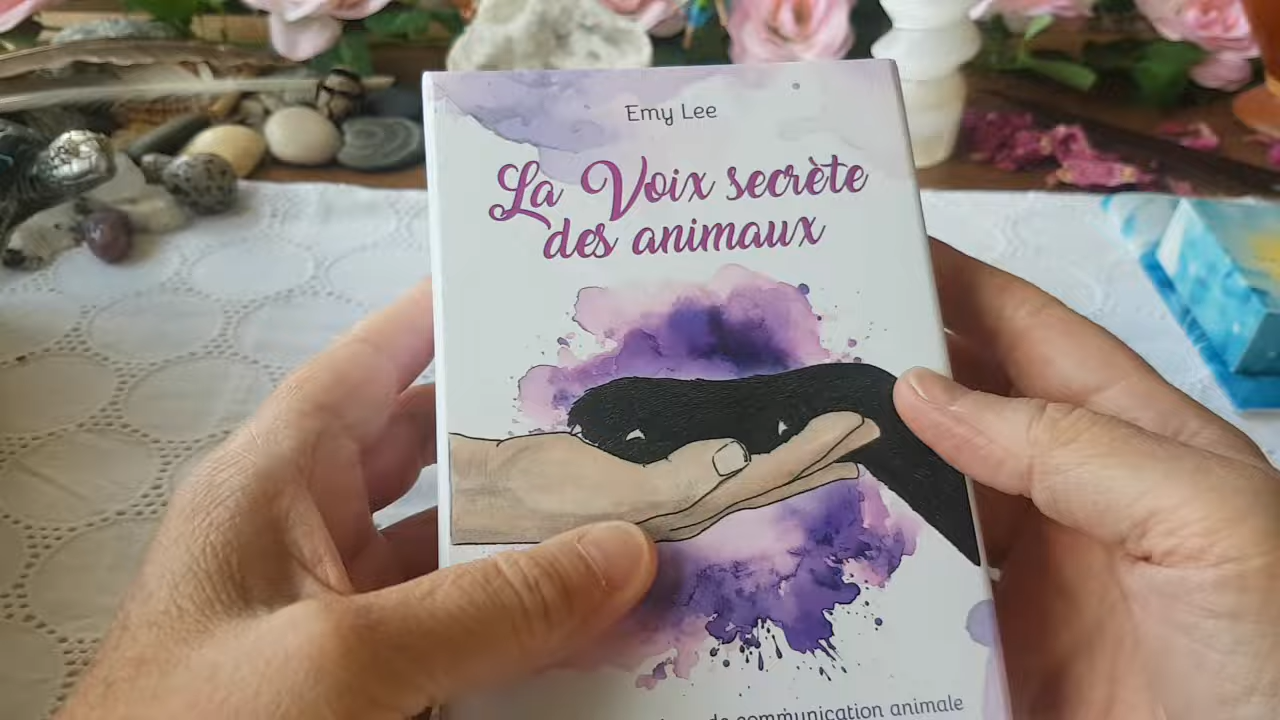 Emy Lee
La Voix secrète
des animaux
de communication animale